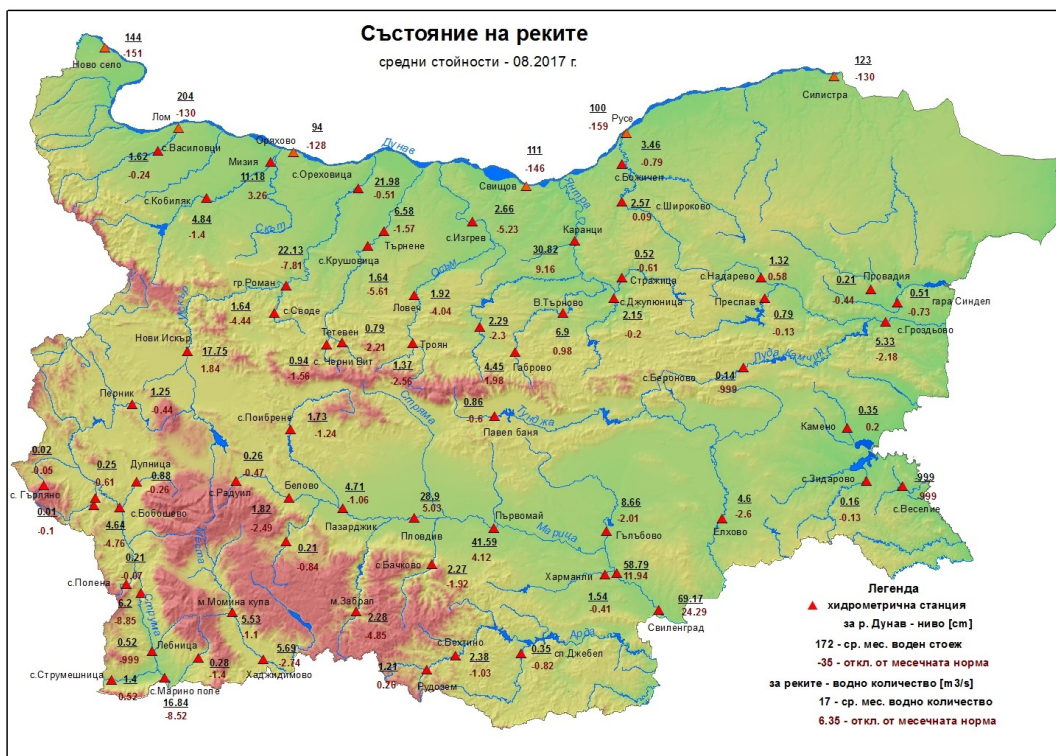 Състояние на реките
средни стойности - 08.2017 г.
144
-151
Ново село
123
-130
Силистра
204
-130
Лом
100
-159
Русе
94
-128
Оряхово
Дунав
111
-146
Свищов
с.Василовци
1.62
-0.24
Мизия
11.18
3.26
с.Ореховица
21.98
-0.51
3.46
-0.79
с.Божичен
Янтра
с.Кобиляк
4.84
-1.4
Скът
6.58
-1.57
Търнене
с.Крушовица
2.66
-5.23
с.Изгрев
2.57
0.09
с.Широково
Каранци
30.82
9.16
22.13
-7.81
гр.Роман
1.64
-5.61
Осъм
0.52
-0.61
Стражица
1.32
0.58
с.Надарево
0.21
-0.44
Провадия
0.51
-0.73
гара Синдел
Искър
1.64
-4.44
с.Своде
1.92
-4.04
Ловеч
В.Търново
6.9
0.98
с.Джулюница
2.15
-0.2
Преслав
0.79
-0.13
с.Гроздьово
5.33
-2.18
Нови Искър
17.75
1.84
Тетевен
0.79
2.21
0.94
-1.56
с. Черни Вит
Троян
1.37
2.56
2.29
-2.3
Габрово
4.45
1.98
Луда Камчия
с.Бероново
0.14
-999
Перник
1.25
-0.44
с.Поибрене
1.73
-1.24
Стряма
0.86
-0.6
Павел баня
Тунджа
Камено
0.35
0.2
0.02
-0.05
с. Гърляно
0.01
-0.1
0.25
0.61
Дупница
0.88
-0.26
с.Бобошево
4.64
-4.76
0.26
-0.47
с.Радуил
Белово
1.82
-2.49
4.71
-1.06
Пазарджик
28.9
5.03
Пловдив
Първомай
41.59
4.12
Марица
8.66
-2.01
Гълъбово
4.6
-2.6
Елхово
с.Зидарово
0.16
-0.13
-999
-999
с.Веселие
0.21
-0.84
Места
0.21
-0.07
с.Полена
6.2
-8.85
Струма
с.Бачково
2.27
-1.92
Харманли
1.54
-0.41
58.79
11.94
69.17
24.29
Свиленград
м.Момина кула
5.53
-1.1
м.Забрал
2.28
-4.85
Арда
0.52
-999
Лебница
с.Струмешница
1.4
0.52
с.Марино поле
16.84
-8.52
0.28
-1.4
5.69
-2.74
Хаджидимово
с.Вехтино
2.38
-1.03
1.21
0.26
Рудозем
0.35
-0.82
сп.Джебел
Легенда
хидрометрична станция
за р. Дунав - ниво [cm]
172 - ср. мес. воден стоеж
-35 - откл. от месечната норма
за реките - водно количество [m3/s]
17 - ср. мес. водно количество
6.35 - откл. от месечната норма